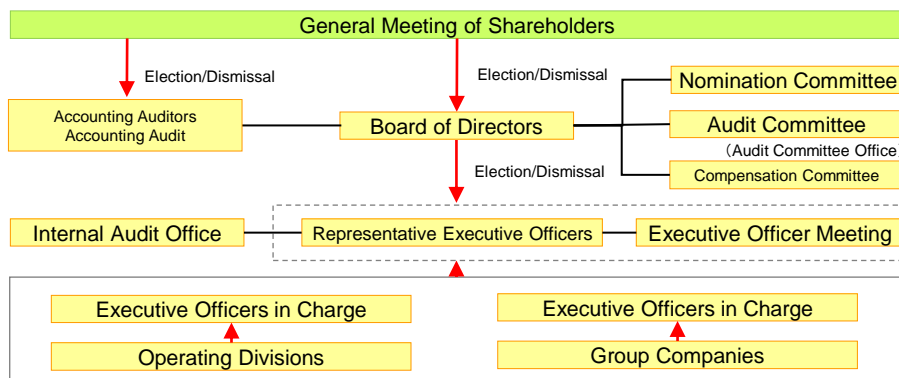 General Meeting of Shareholders
Election/Dismissal
Election/Dismissal
Nomination Committee
Accounting Auditors
Accounting Audit
Board of Directors
Audit Committee
（Audit Committee Office）
Compensation Committee
Election/Dismissal
Internal Audit Office
Representative Executive Officers
Executive Officer Meeting
Executive Officers in Charge
Executive Officers in Charge
Operating Divisions
Group Companies